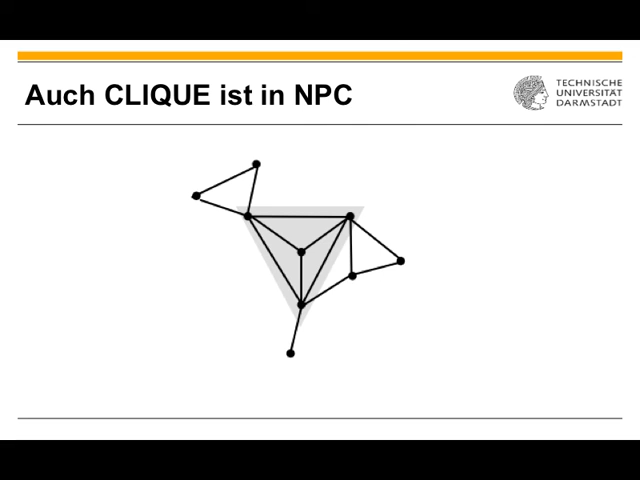 Auch CLIQUE ist in NPC
TECHNISCHE
UNIVERSITÄT
DARMSTADT